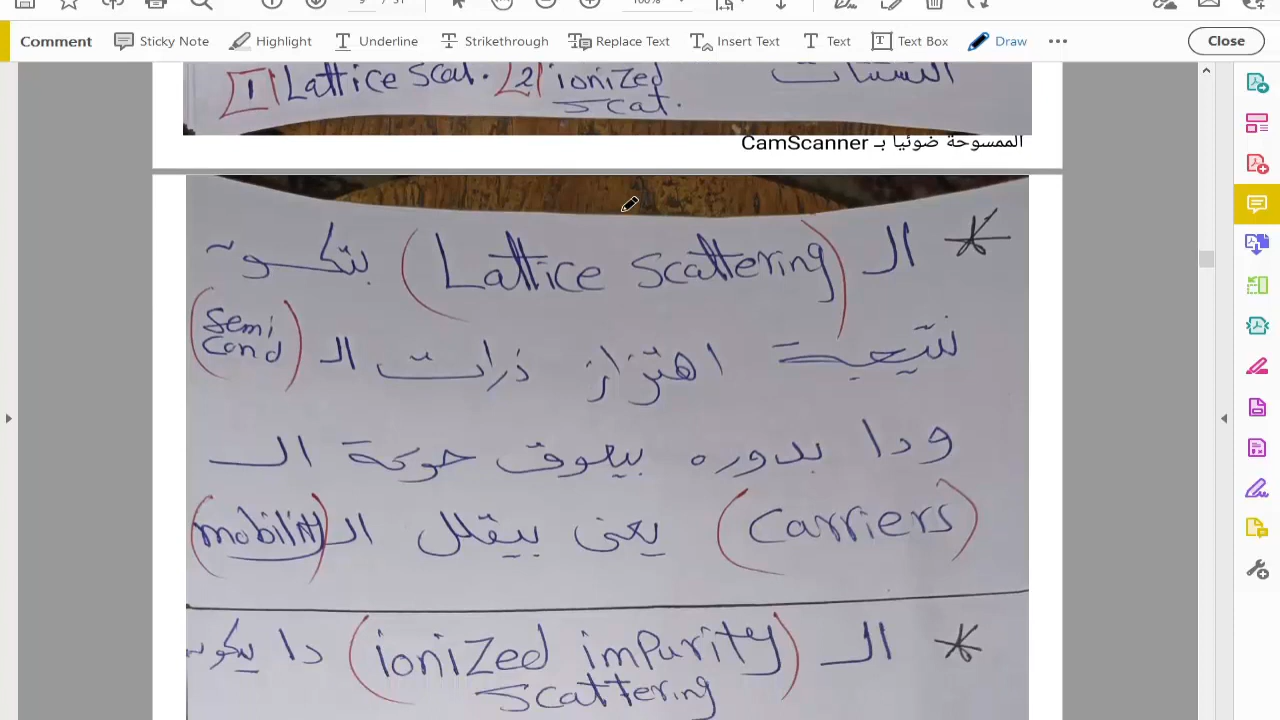 Comment Sticky Note Highlight Underline Strikethrough Replace Text Insert Text Text Text Box Draw Close
1 Lattice Scat. 2 ionized
scat.
الممسوحة ضوئيا بـ CamScanner
* الـ (Lattice Scattering) بتكون
نتيجة اهتزاز ذرات الـ (Semi
cond)
ودا بدوره بيعوق حركة الـ
(Carriers) يعنى بيقلل الـ (mobility)
* الـ (ionized impurity) دا بيكون
scattering